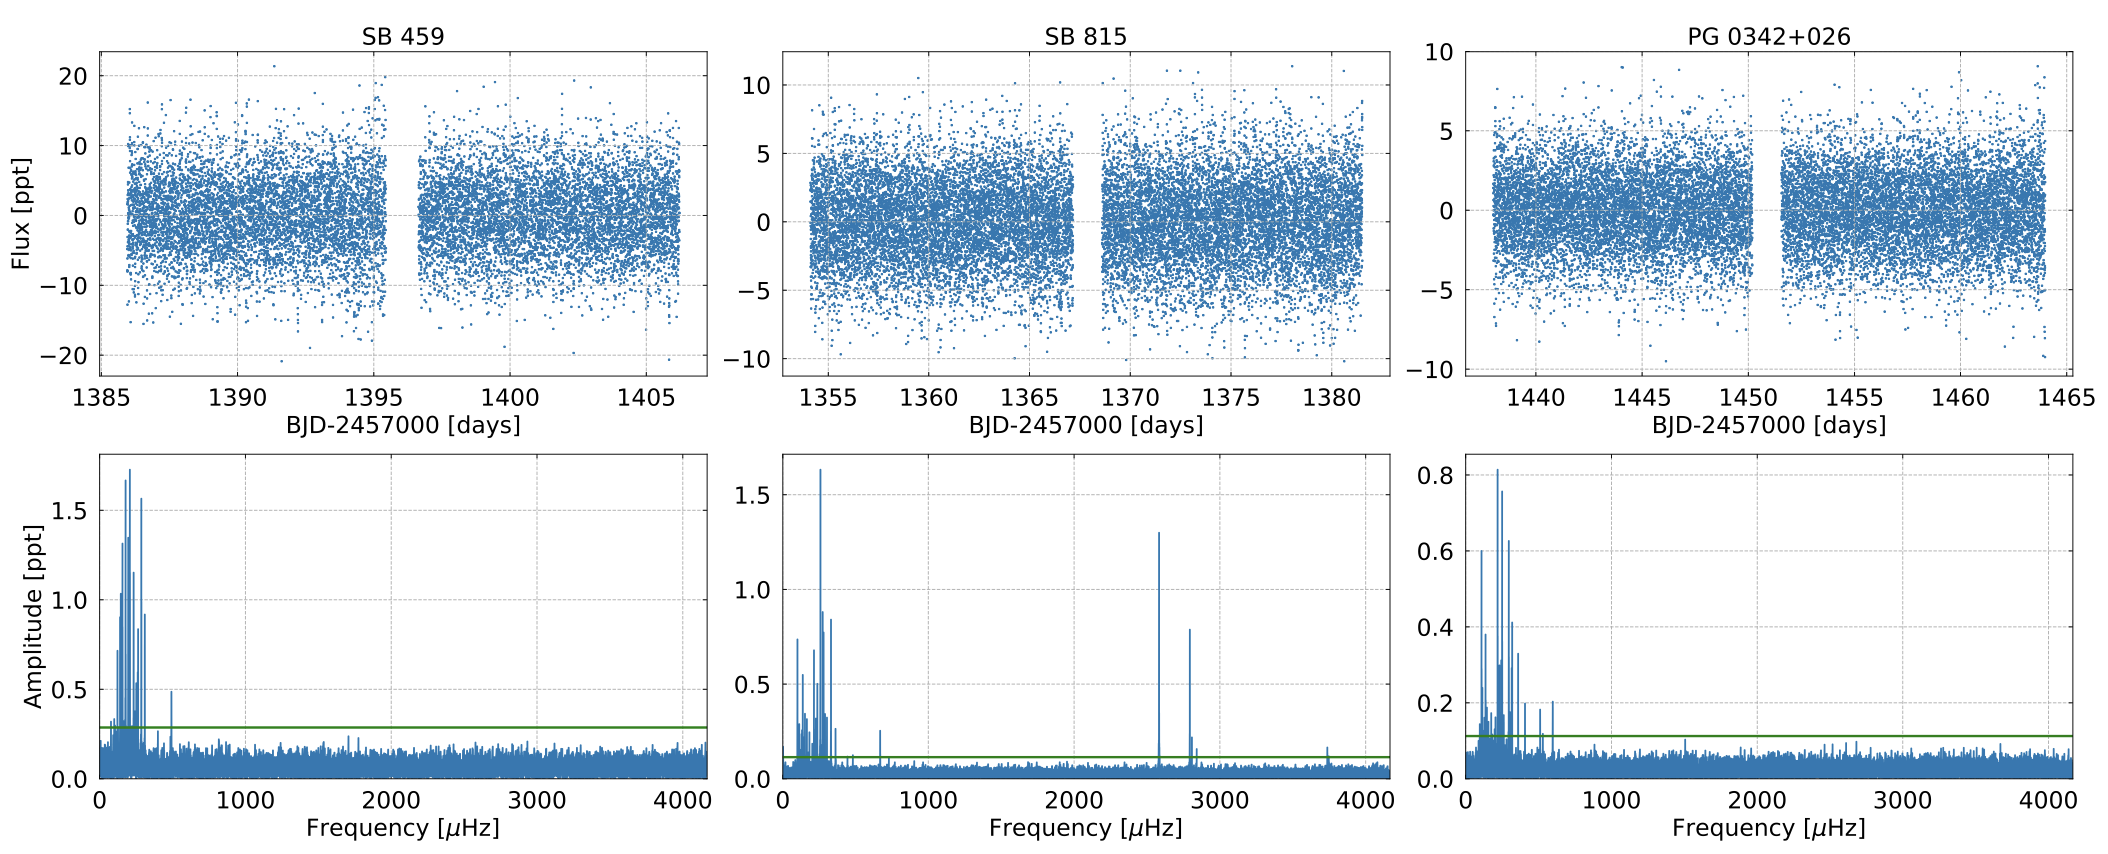 SB 459
SB 815
PG 0342+026
Flux [ppt]
20
10
0
−10
−20
10
5
0
−5
−10
10
5
0
−5
−10
1385 1390 1395 1400 1405
1355 1360 1365 1370 1375 1380
1440 1445 1450 1455 1460 1465
BJD-2457000 [days]
BJD-2457000 [days]
BJD-2457000 [days]
Amplitude [ppt]
1.5
1.0
0.5
0.0
1.5
1.0
0.5
0.0
0.8
0.6
0.4
0.2
0.0
0 1000 2000 3000 4000
0 1000 2000 3000 4000
0 1000 2000 3000 4000
Frequency [μHz]
Frequency [μHz]
Frequency [μHz]